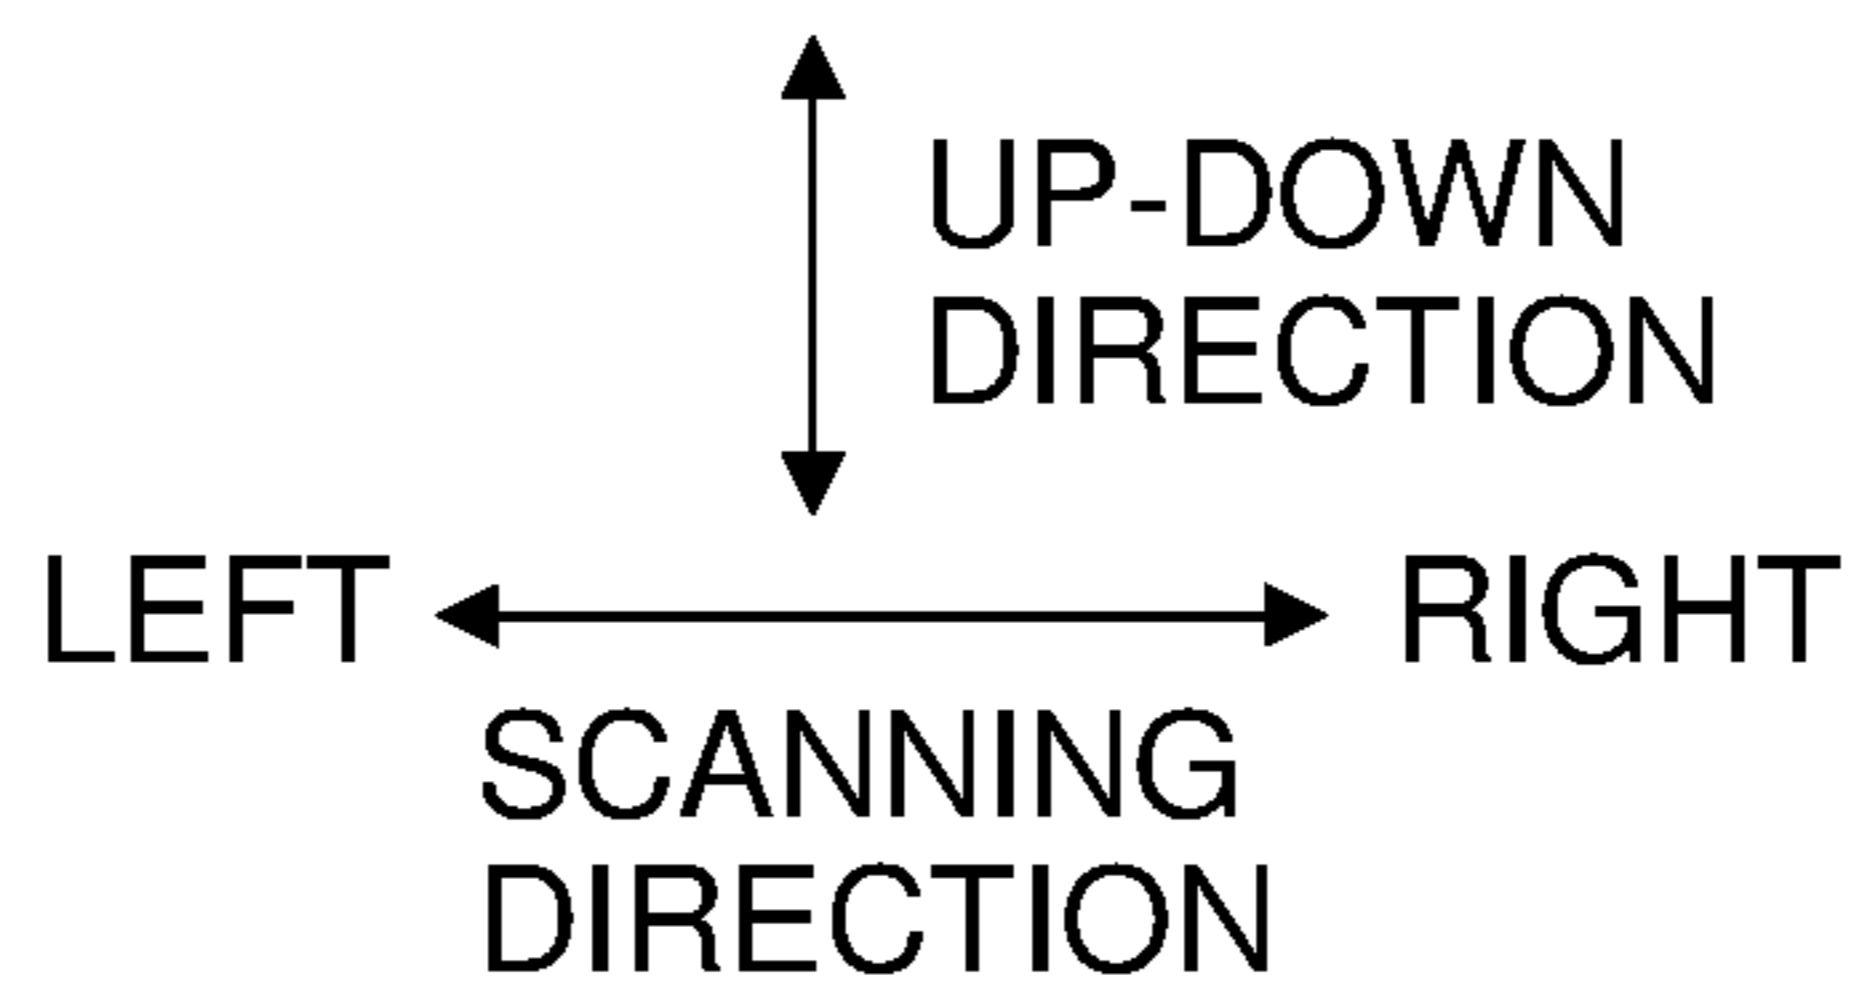 UP-DOWN
DIRECTION
LEFT
RIGHT
SCANNING
DIRECTION